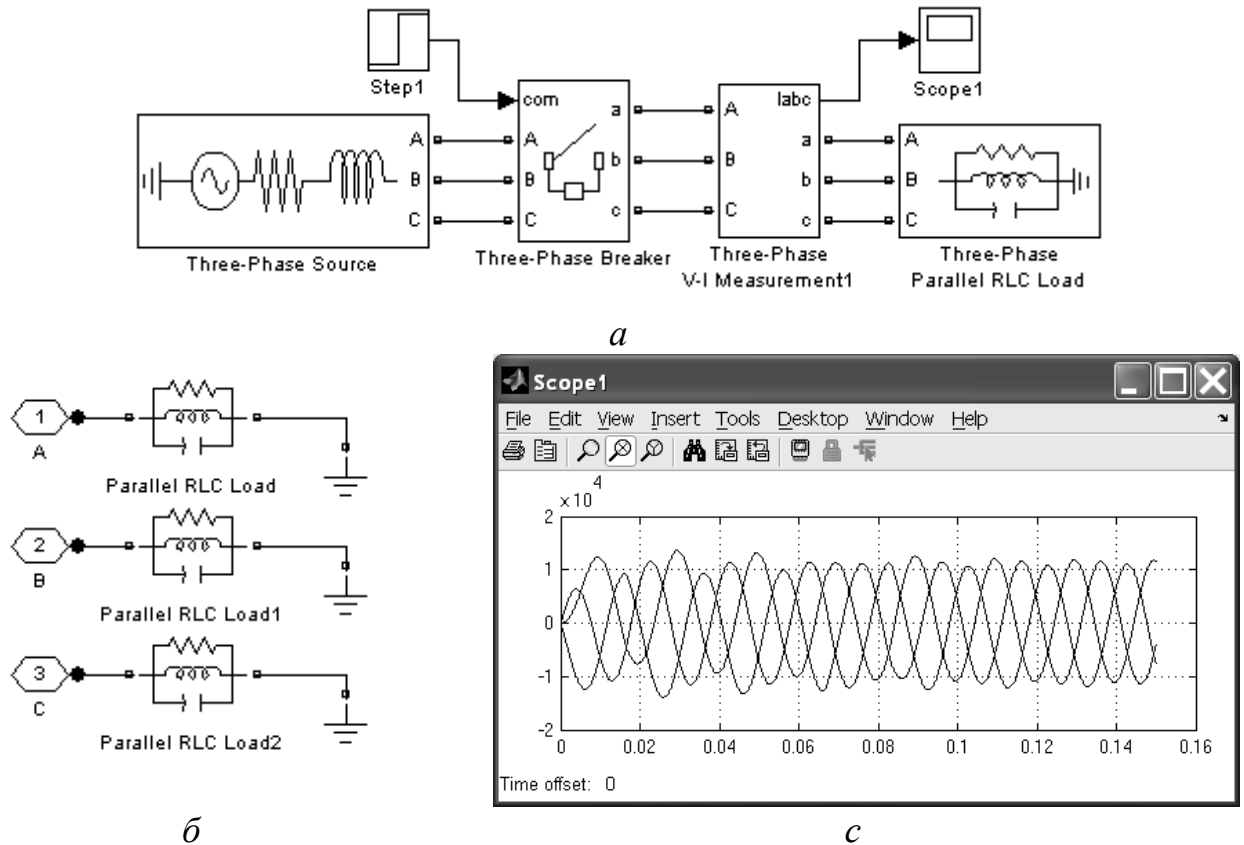 Step1
Scope1
com
a
A
Iabc
A
A
a
A
B
b
B
B
b
B
C
C
c
C
c
C
Three-Phase Source
Three-Phase Breaker
Three-Phase
V-I Measurement1
Three-Phase
Parallel RLC Load
а
1
A
Parallel RLC Load
2
B
Parallel RLC Load1
3
C
Parallel RLC Load2
б
Scope1
File Edit View Insert Tools Desktop Window Help
x 10 4
2
1
0
-1
-2
0 0.02 0.04 0.06 0.08 0.1 0.12 0.14 0.16
Time offset: 0
с